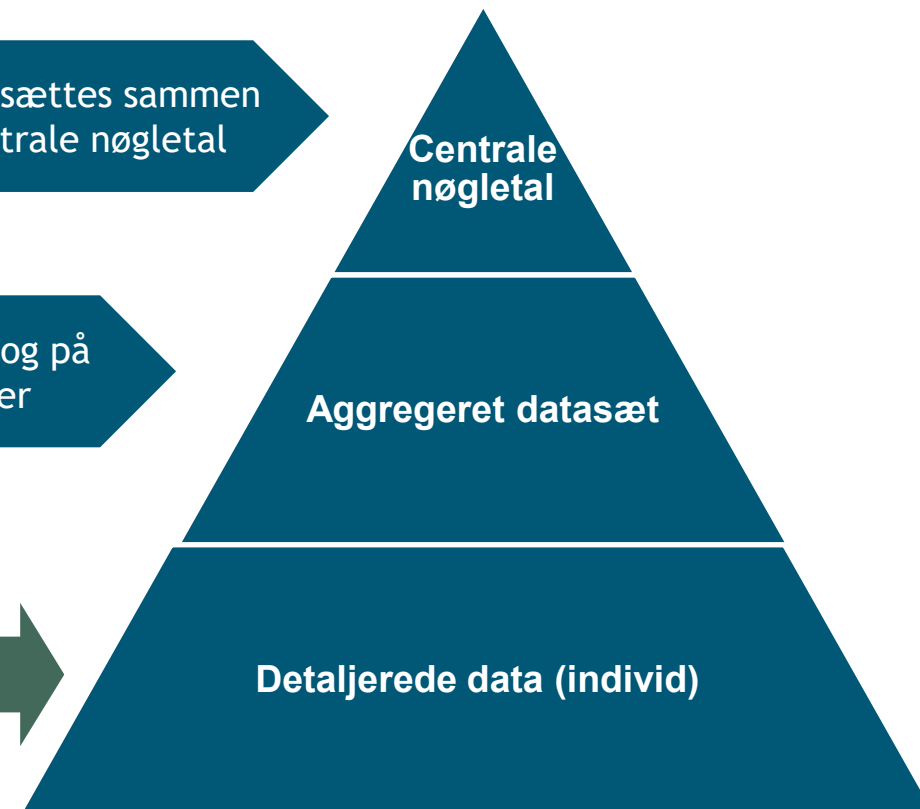 sættes sammen
trale nøgletal
Centrale
nøgletal
og på
er
Aggregeret datasæt
Detaljerede data (individ)